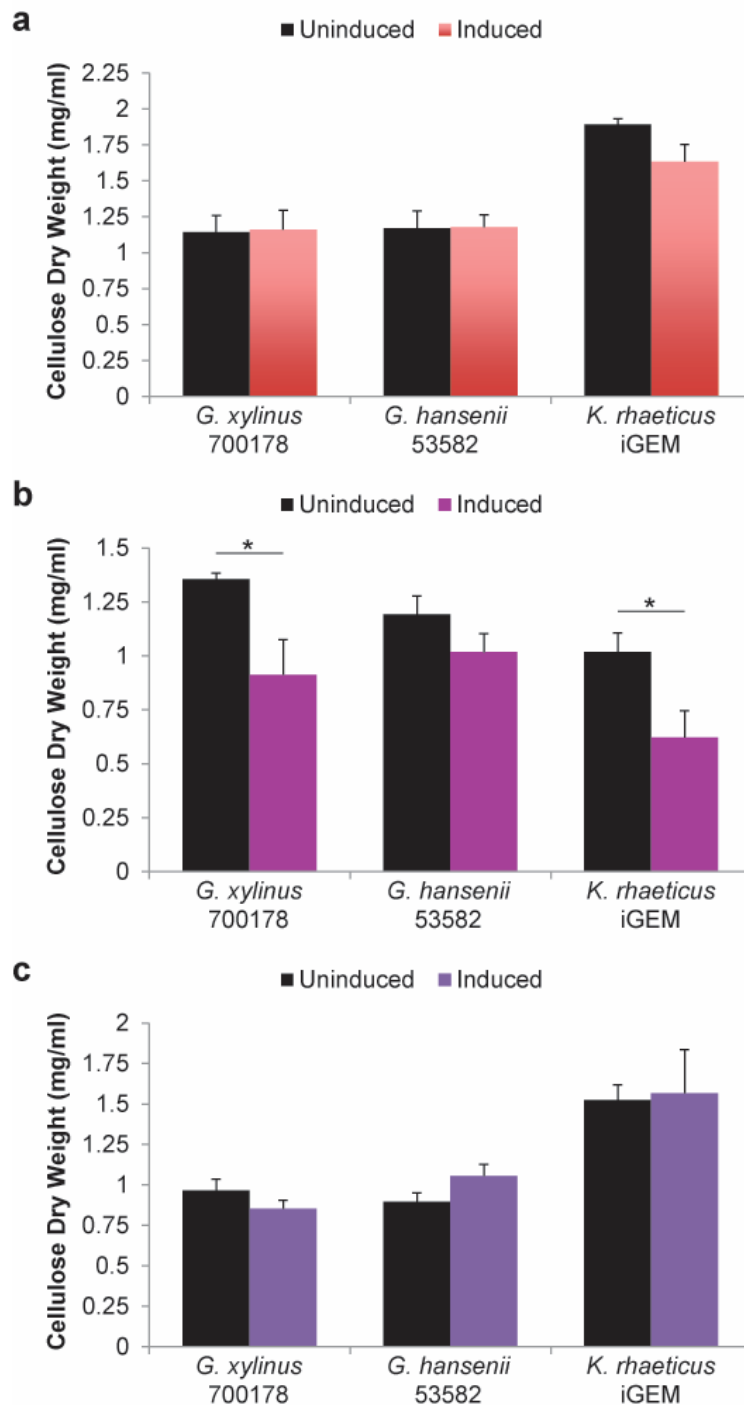 a
Uninduced Induced
Cellulose Dry Weight (mg/ml)
2.25
2
1.75
1.5
1.25
1
0.75
0.5
0.25
0
G. xylinus G. hansenii K. rhaeticus
700178 53582 iGEM
b
Uninduced Induced
Cellulose Dry Weight (mg/ml)
1.5
1.25
1
0.75
0.5
0.25
0
*
*
G. xylinus G. hansenii K. rhaeticus
700178 53582 iGEM
c
Uninduced Induced
Cellulose Dry Weight (mg/ml)
2
1.75
1.5
1.25
1
0.75
0.5
0.25
0
G. xylinus G. hansenii K. rhaeticus
700178 53582 iGEM